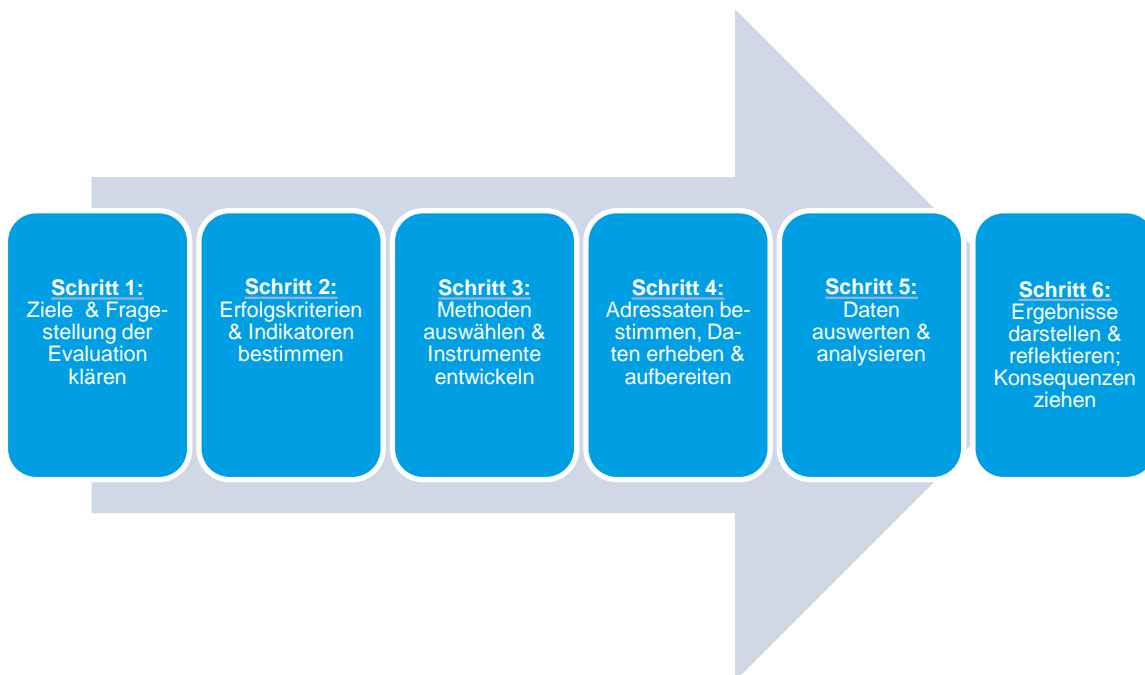 Schritt 1:
Ziele & Frage-
stellung der
Evaluation
klären
Schritt 2:
Erfolgskriterien
& Indikatoren
bestimmen
Schritt 3:
Methoden
auswählen &
Instrumente
entwickeln
Schritt 4:
Adressaten be-
stimmen, Da-
ten erheben &
aufbereiten
Schritt 5:
Daten
auswerten &
analysieren
Schritt 6:
Ergebnisse
darstellen &
reflektieren;
Konsequenzen
ziehen